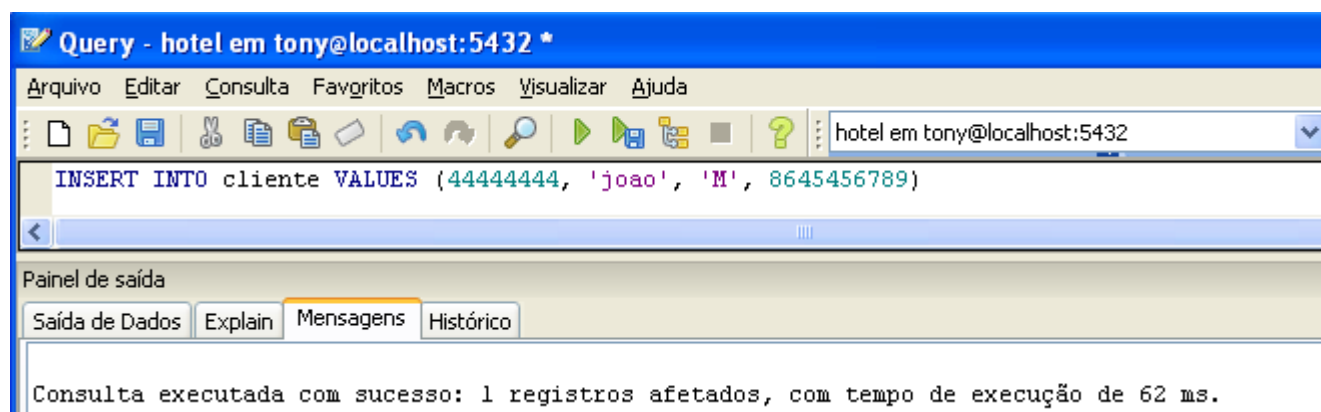 Query - hotel em tony@localhost:5432 *
Arquivo Editar Consulta Favoritos Macros Visualizar Ajuda
hotel em tony@localhost:5432
INSERT INTO cliente VALUES (44444444, 'joao', 'M', 8645456789)
Painel de saída
Saída de Dados Explain Mensagens Histórico
Consulta executada com sucesso: 1 registros afetados, com tempo de execução de 62 ms.